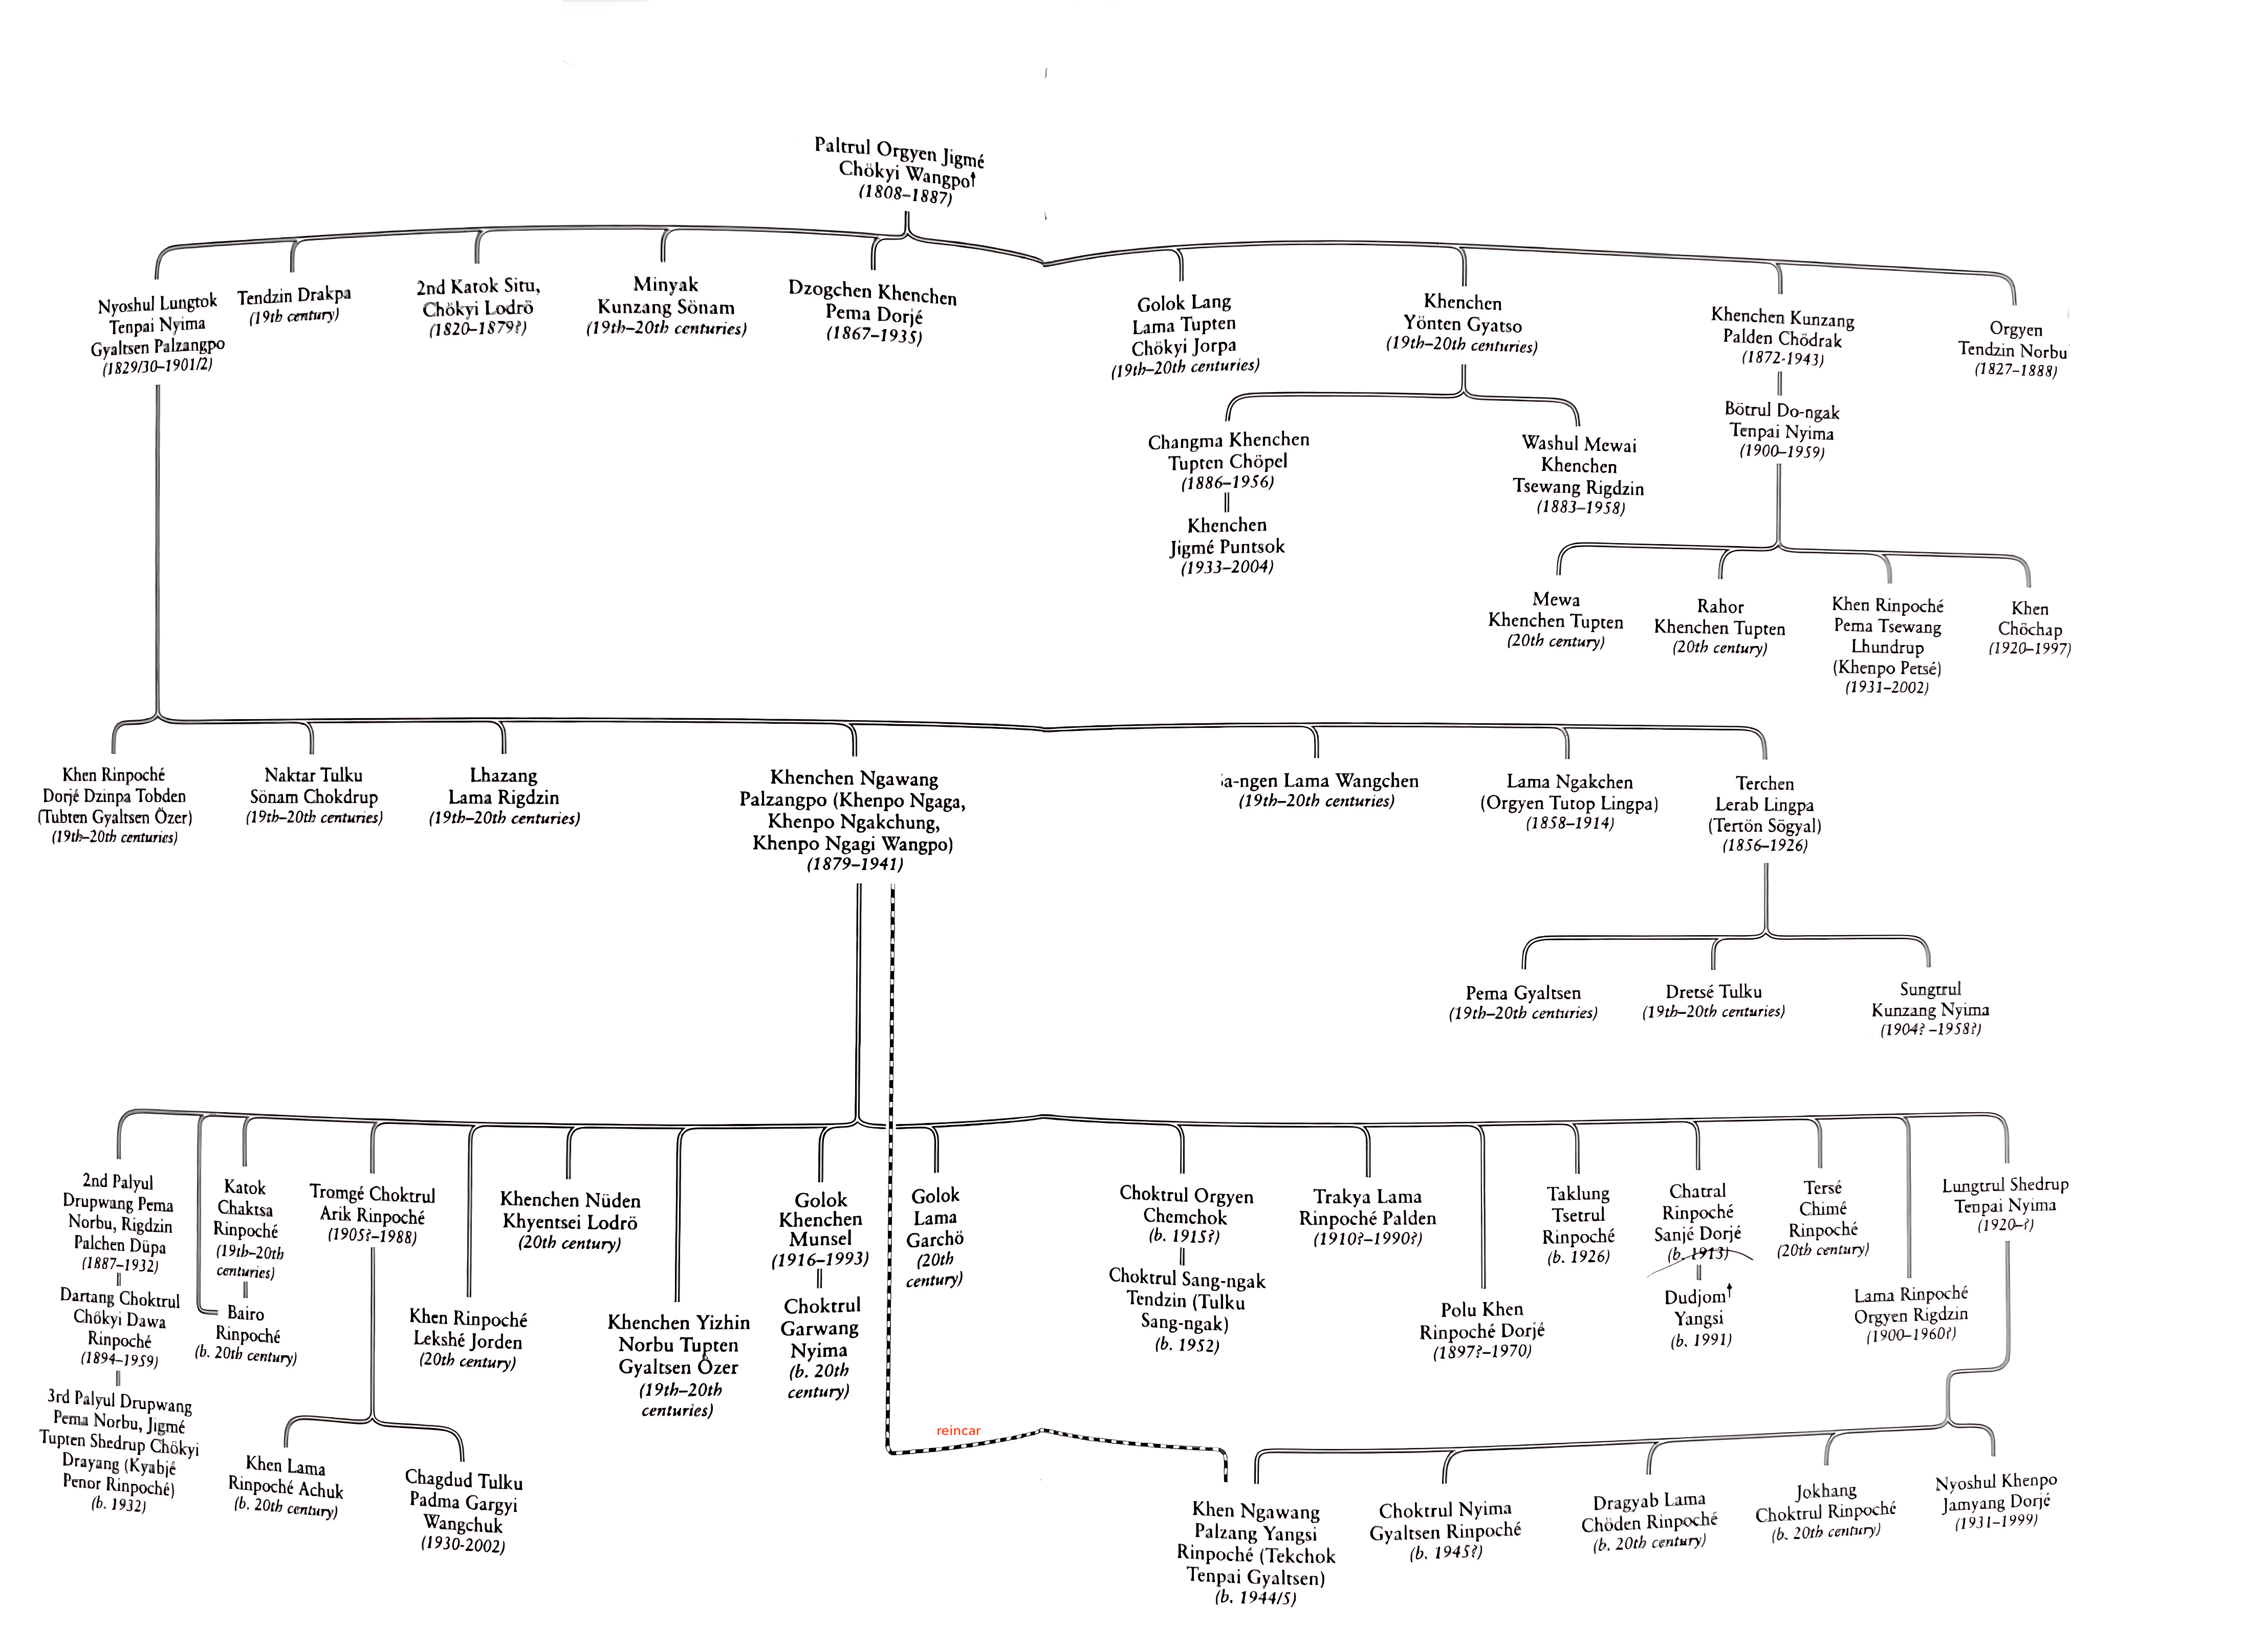 Paltrul Orgyen Jigmé
Chökyi Wangpo†
(1808–1887)
Nyoshul Lungtok
Tenpai Nyima
Gyaltsen Palzangpo
(1829/30–1901/2)
Tendzin Drakpa
(19th century)
2nd Katok Situ,
Chökyi Lodrö
(1820–1879?)
Minyak
Kunzang Sönam
(19th–20th centuries)
Dzogchen Khenchen
Pema Dorjé
(1867–1935)
Golok Lang
Lama Tupten
Chökyi Jorpa
(19th–20th centuries)
Khenchen
Yönten Gyatso
(19th–20th centuries)
Khenchen Kunzang
Palden Chödrak
(1872-1943)
Orgyen
Tendzin Norbu
(1827–1888)
Changma Khenchen
Tupten Chöpel
(1886–1956)
Khenchen
Jigmé Puntsok
(1933–2004)
Washul Mewai
Khenchen
Tsewang Rigdzin
(1883–1958)
Bötrul Do-ngak
Tenpai Nyima
(1900–1959)
Mewa
Khenchen Tupten
(20th century)
Rahor
Khenchen Tupten
(20th century)
Khen Rinpoché
Pema Tsewang
Lhundrup
(Khenpo Petsé)
(1931–2002)
Khen
Chöchap
(1920–1997)
Khen Rinpoché
Dorjé Dzinpa Tobden
(Tubten Gyaltsen Özer)
(19th–20th centuries)
Naktar Tulku
Sönam Chokdrup
(19th–20th centuries)
Lhazang
Lama Rigdzin
(19th–20th centuries)
Khenchen Ngawang
Palzangpo (Khenpo Ngaga,
Khenpo Ngakchung,
Khenpo Ngagi Wangpo)
(1879–1941)
a-ngen Lama Wangchen
(19th–20th centuries)
Lama Ngakchen
(Orgyen Tutop Lingpa)
(1858–1914)
Terchen
Lerab Lingpa
(Tertön Sögyal)
(1856–1926)
Pema Gyaltsen
(19th–20th centuries)
Dretsé Tulku
(19th–20th centuries)
Sungtrul
Kunzang Nyima
(1904? –1958?)
2nd Palyul
Drupwang Pema
Norbu, Rigdzin
Palchen Düpa
(1887–1932)
Dartang Choktrul
Chökyi Dawa
Rinpoché
(1894–1959)
3rd Palyul Drupwang
Pema Norbu, Jigmé
Tupten Shedrup Chökyi
Drayang (Kyabjé
Penor Rinpoché)
(b. 1932)
Katok
Chaktsa
Rinpoché
(19th–20th
centuries)
Bairo
Rinpoché
(b. 20th century)
Tromgé Choktrul
Arik Rinpoché
(1905?–1988)
Khen Lama
Rinpoché Achuk
(b. 20th century)
Chagdud Tulku
Padma Gargyi
Wangchuk
(1930-2002)
Khen Rinpoché
Lekshé Jorden
(20th century)
Khenchen Nüden
Khyentsei Lodrö
(20th century)
Khenchen Yizhin
Norbu Tupten
Gyaltsen Özer
(19th–20th
centuries)
Golok
Khenchen
Munsel
(1916–1993)
Choktrul
Garwang
Nyima
(b. 20th
century)
Golok
Lama
Garchö
(20th
century)
Choktrul Orgyen
Chemchok
(b. 1915?)
Choktrul Sang-ngak
Tendzin (Tulku
Sang-ngak)
(b. 1952)
Trakya Lama
Rinpoché Palden
(1910?–1990?)
Polu Khen
Rinpoché Dorjé
(1897?–1970)
Taklung
Tsetrul
Rinpoché
(b. 1926)
Chatral
Rinpoché
Sanjé Dorjé
(b. 1913)
Dudjom†
Yangsi
(b. 1991)
Tersé
Chimé
Rinpoché
(20th century)
Lama Rinpoché
Orgyen Rigdzin
(1900–1960?)
Lungtrul Shedrup
Tenpai Nyima
(1920–?)
reincar
Khen Ngawang
Palzang Yangsi
Rinpoché (Tekchok
Tenpai Gyaltsen)
(b. 1944/5)
Choktrul Nyima
Gyaltsen Rinpoché
(b. 1945?)
Dragyab Lama
Chöden Rinpoché
(b. 20th century)
Jokhang
Choktrul Rinpoché
(b. 20th century)
Nyoshul Khenpo
Jamyang Dorjé
(1931–1999)